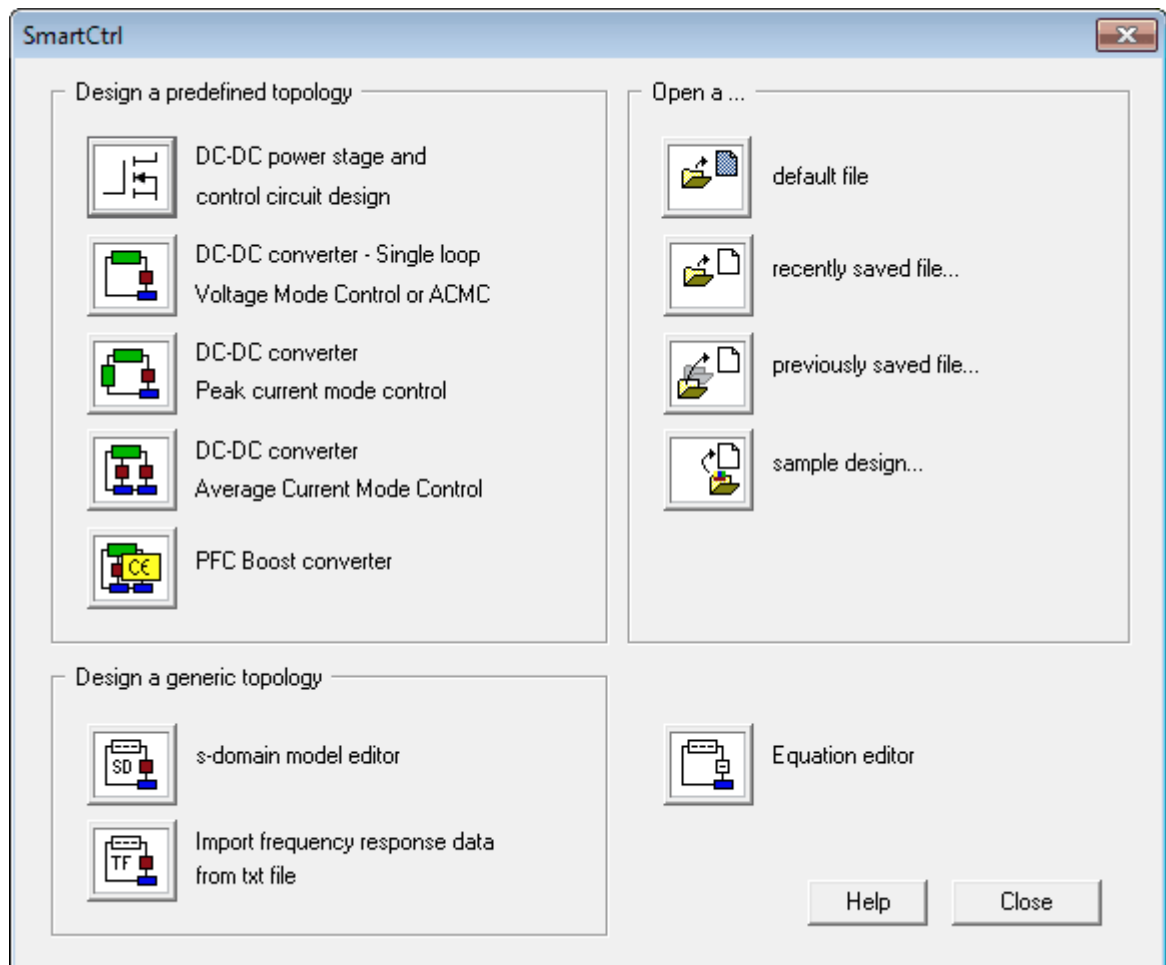 SmartCtrl
Design a predefined topology
DC-DC power stage and
control circuit design
DC-DC converter - Single loop
Voltage Mode Control or ACMC
DC-DC converter
Peak current mode control
DC-DC converter
Average Current Mode Control
C€
PFC Boost converter
Open a ...
default file
recently saved file...
previously saved file...
sample design...
Design a generic topology
SD
s-domain model editor
TF
Import frequency response data
from txt file
Equation editor
Help
Close